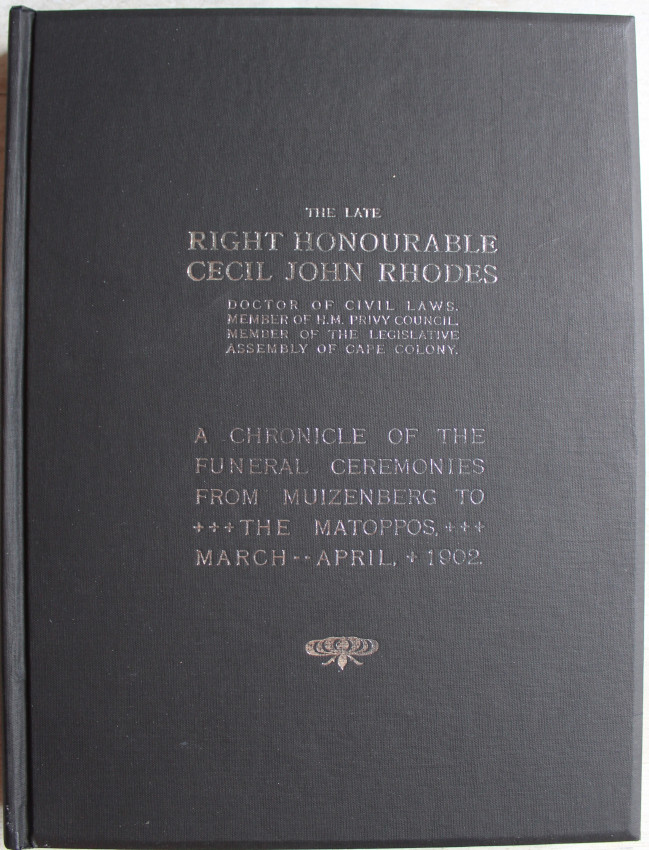 THE LATE
RIGHT HONOURABLE
CECIL JOHN RHODES
DOCTOR OF CIVIL LAWS.
MEMBER OF H.M. PRIVY COUNCIL.
MEMBER OF THE LEGISLATIVE
ASSEMBLY OF CAPE COLONY.
A CHRONICLE OF THE
FUNERAL CEREMONIES
FROM MUIZENBERG TO
+++THE MATOPPOS,+++
MARCH--APRIL, + 1902.